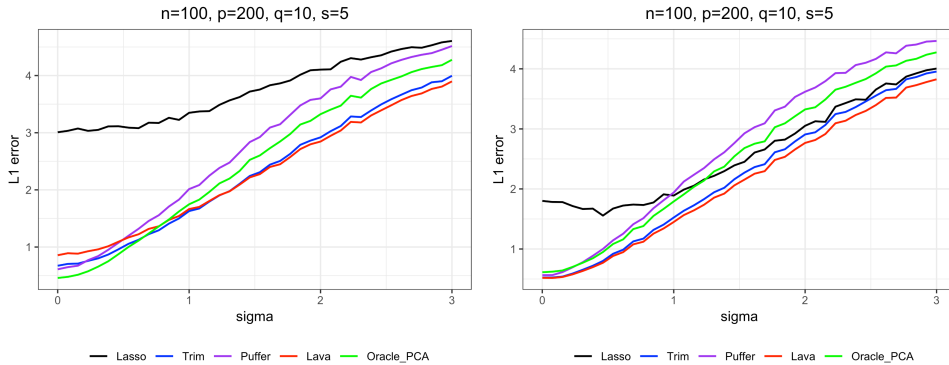 n=100, p=200, q=10, s=5
L1 error
4
3
2
1
0
1
2
3
sigma
Lasso Trim Puffer Lava Oracle_PCA
n=100, p=200, q=10, s=5
L1 error
4
3
2
1
0
1
2
3
sigma
Lasso Trim Puffer Lava Oracle_PCA